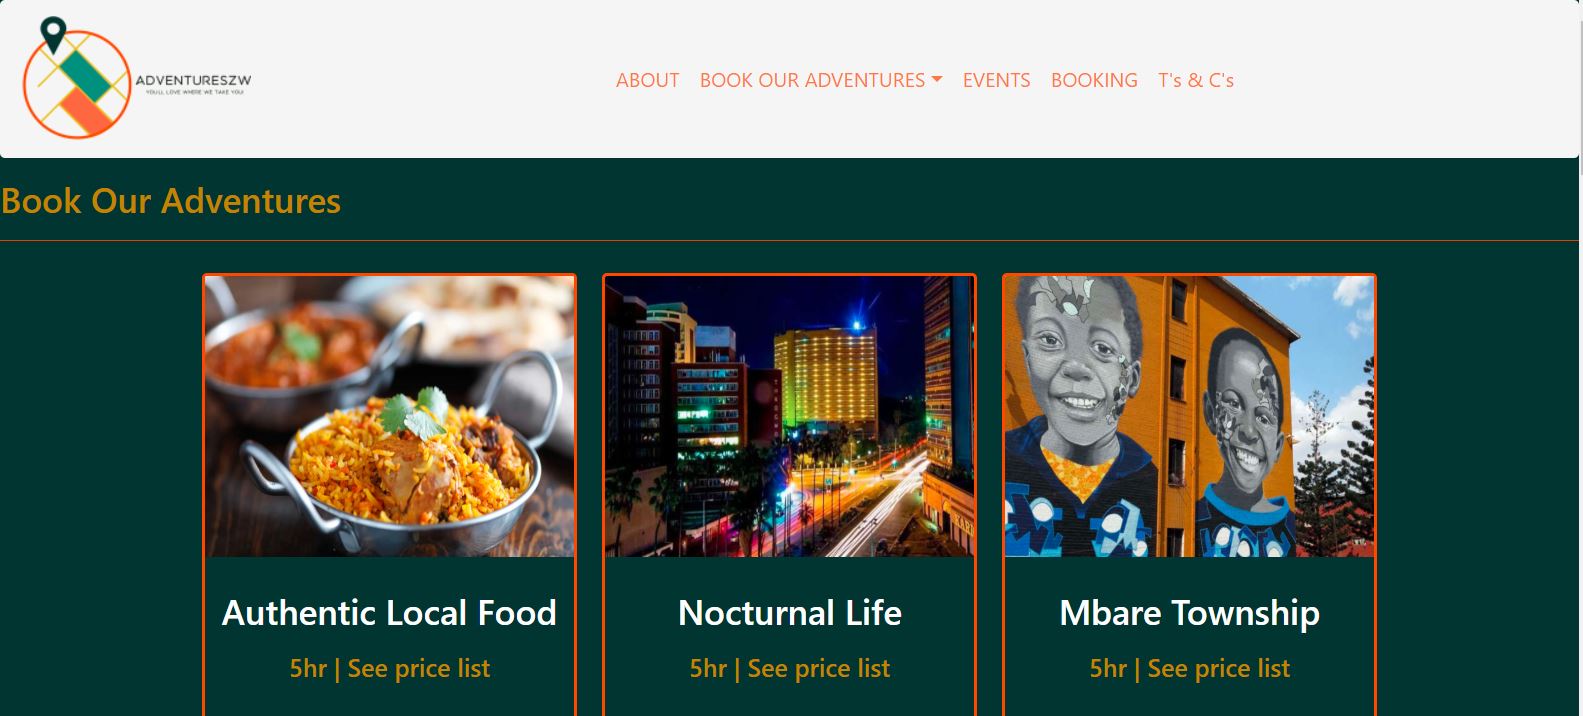 ADVENTURESZW
YOU'LL LOVE WHERE WE TAKE YOU!
ABOUT BOOK OUR ADVENTURES EVENTS BOOKING T's & C's
Book Our Adventures
Authentic Local Food
5hr | See price list
Nocturnal Life
5hr | See price list
Mbare Township
5hr | See price list